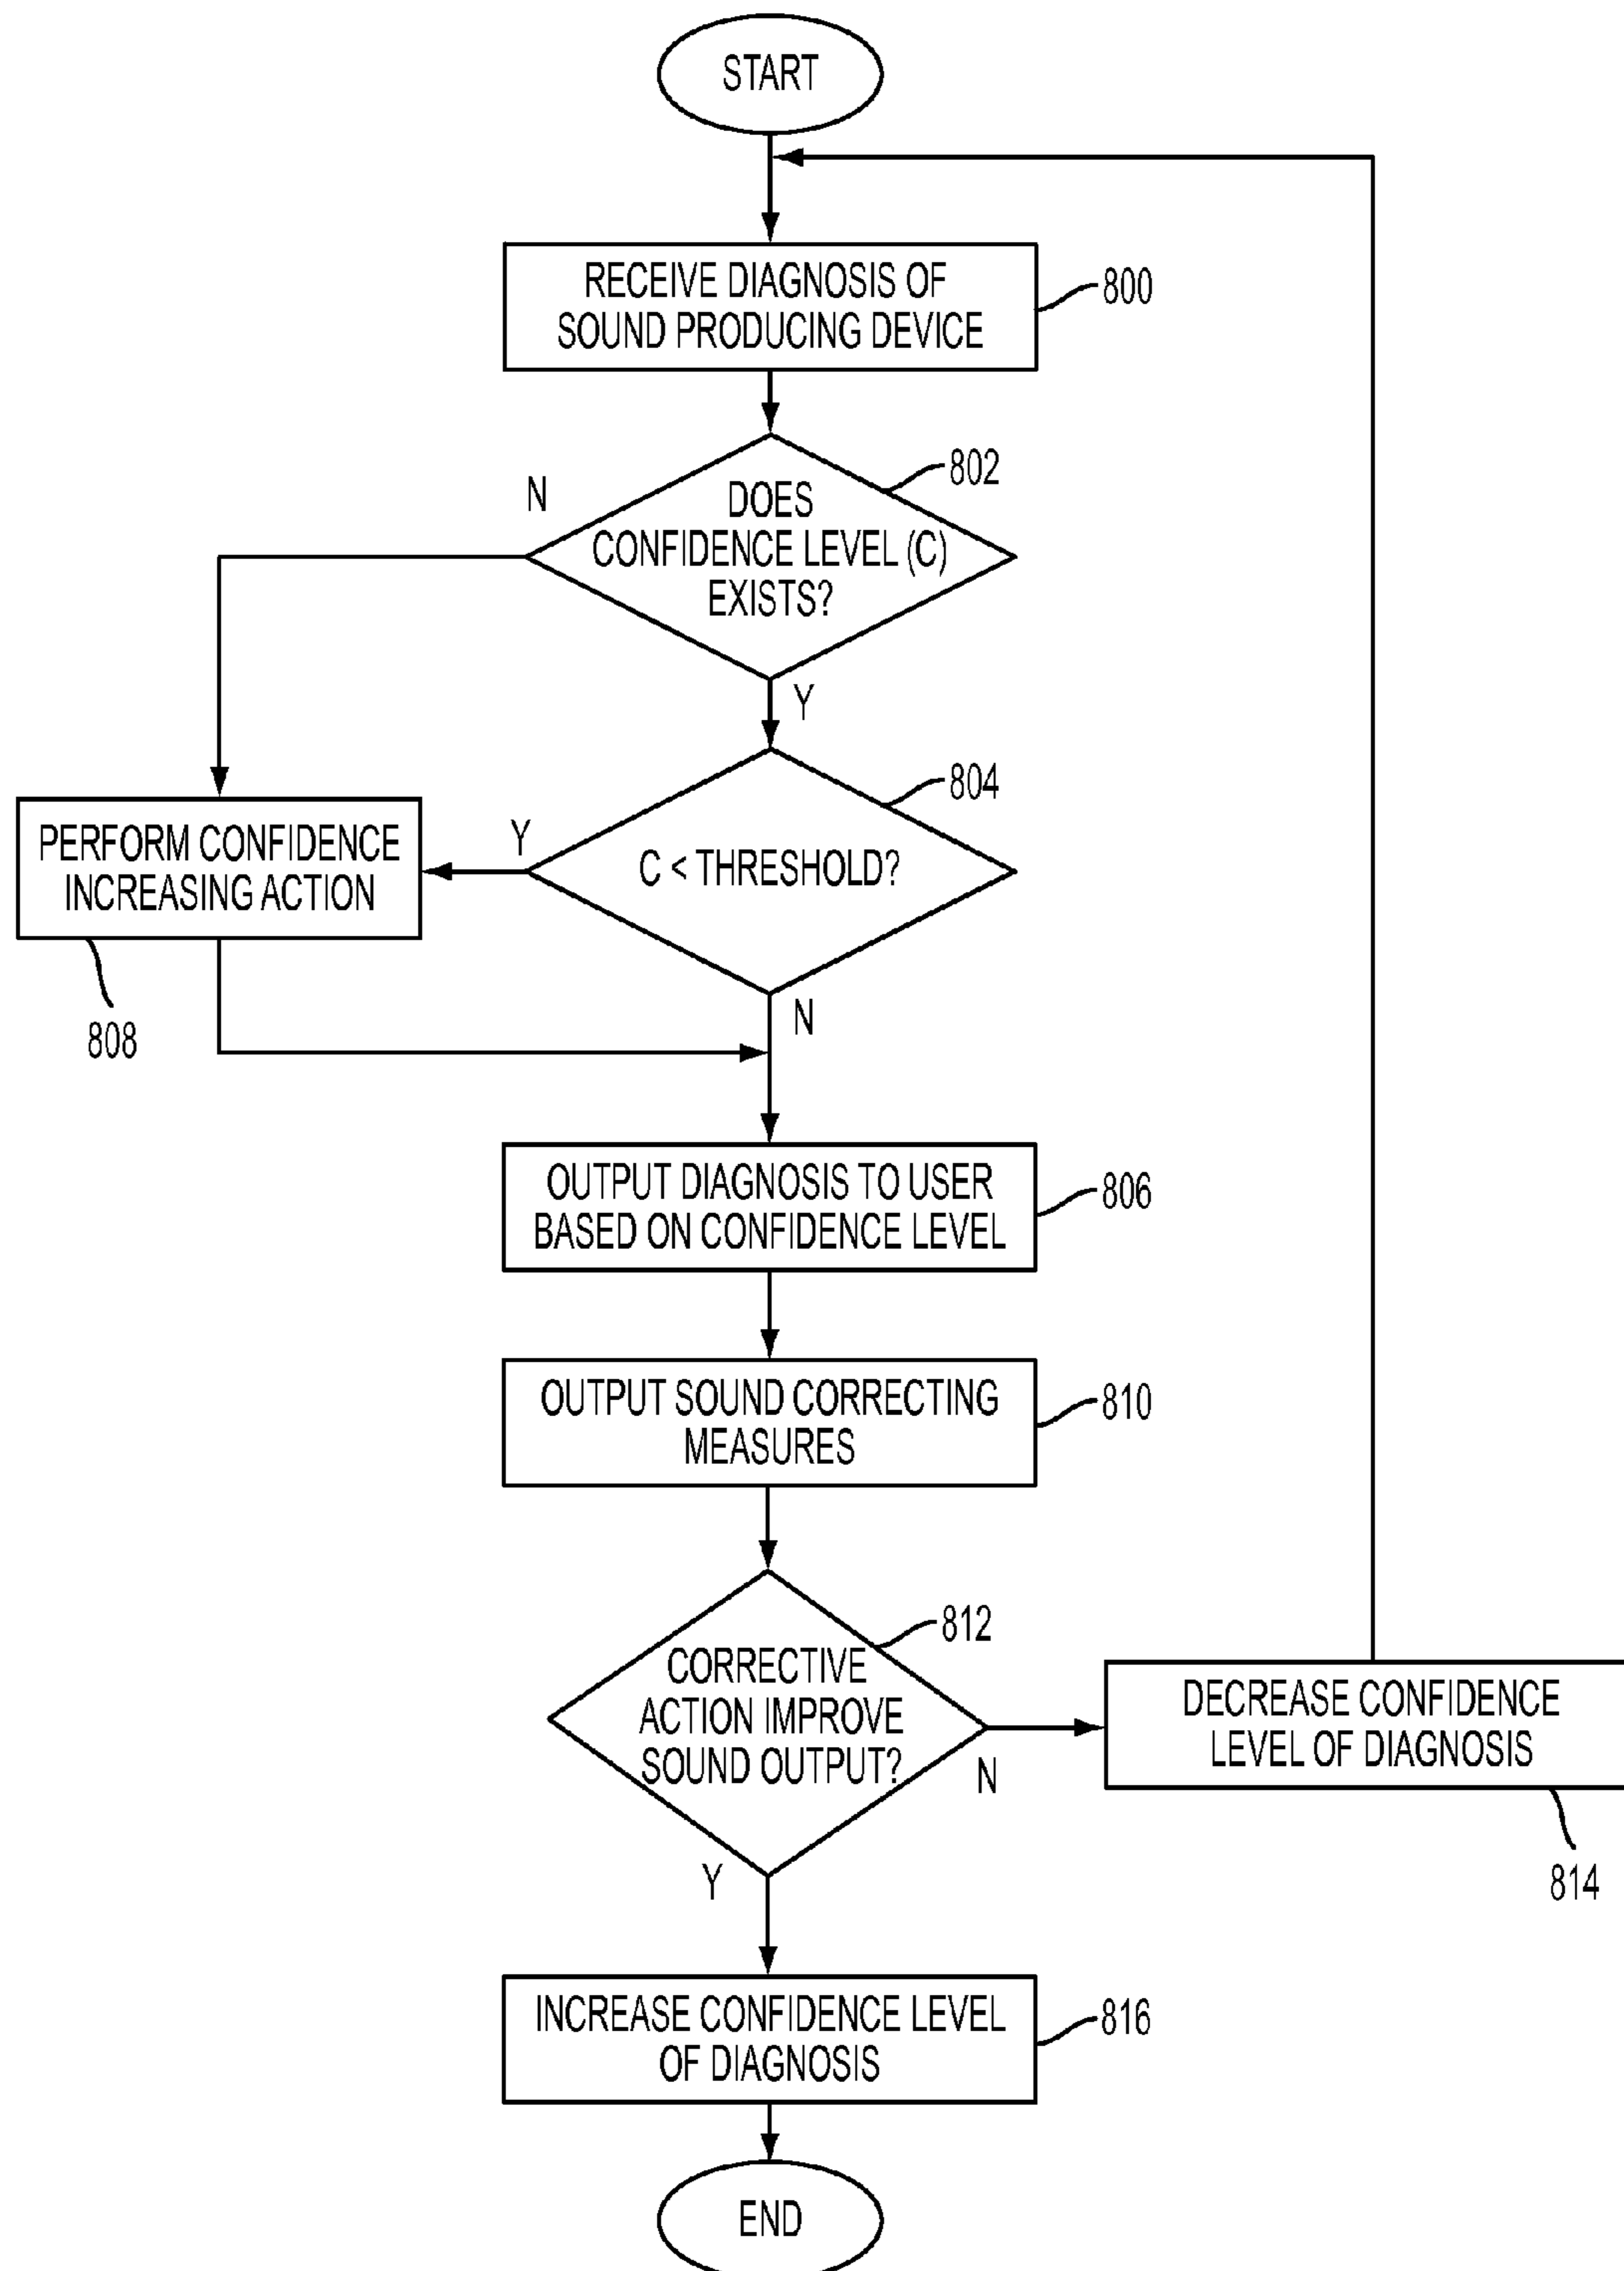 START
RECEIVE DIAGNOSIS OF
SOUND PRODUCING DEVICE
800
802
N
DOES
CONFIDENCE LEVEL (C)
EXISTS?
Y
804
PERFORM CONFIDENCE
INCREASING ACTION
Y
C < THRESHOLD?
808
N
OUTPUT DIAGNOSIS TO USER
BASED ON CONFIDENCE LEVEL
806
OUTPUT SOUND CORRECTING
MEASURES
810
812
CORRECTIVE
ACTION IMPROVE
SOUND OUTPUT?
N
DECREASE CONFIDENCE
LEVEL OF DIAGNOSIS
814
Y
INCREASE CONFIDENCE LEVEL
OF DIAGNOSIS
816
END